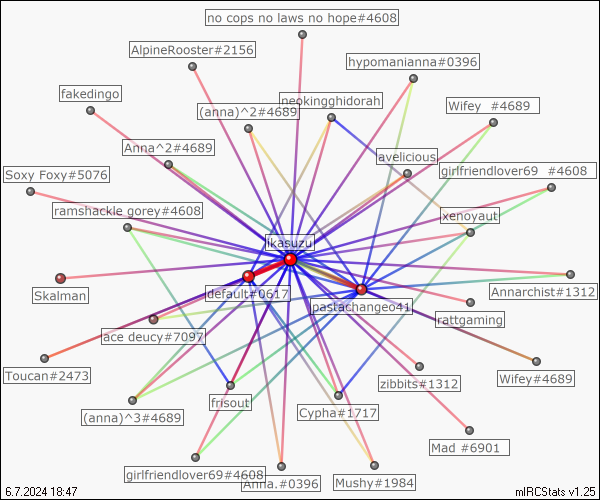 no cops no laws no hope#4608
AlpineRooster#2156
hypomanianna#0396
fakedingo
neokingghidorah
(anna)^2#4689
Wifey  #4689
Anna^2#4689
avelicious
Soxy Foxy#5076
girlfriendlover69  #4608
ramshackle gorey#4608
xenoyaut
ikasuzu
Skalman
default#0617
Annarchist#1312
pastachange041
rattgaming
ace deucy#7097
Toucan#2473
zibbits#1312
Wifey#4689
frisout
(anna)^3#4689
Cypha#1717
Mad #6901
girlfriendlover69#4608
Anna.#0396
Mushy#1984
6.7.2024 18:47
mIRCStats v1.25